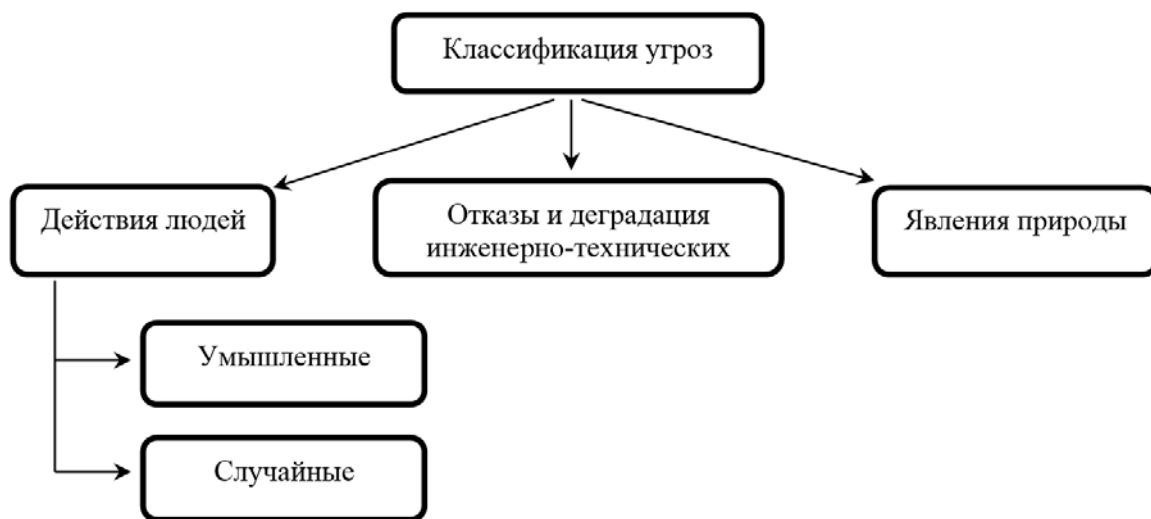 Классификация угроз
Действия людей
Отказы и деградация
инженерно-технических
Явления природы
Умышленные
Случайные